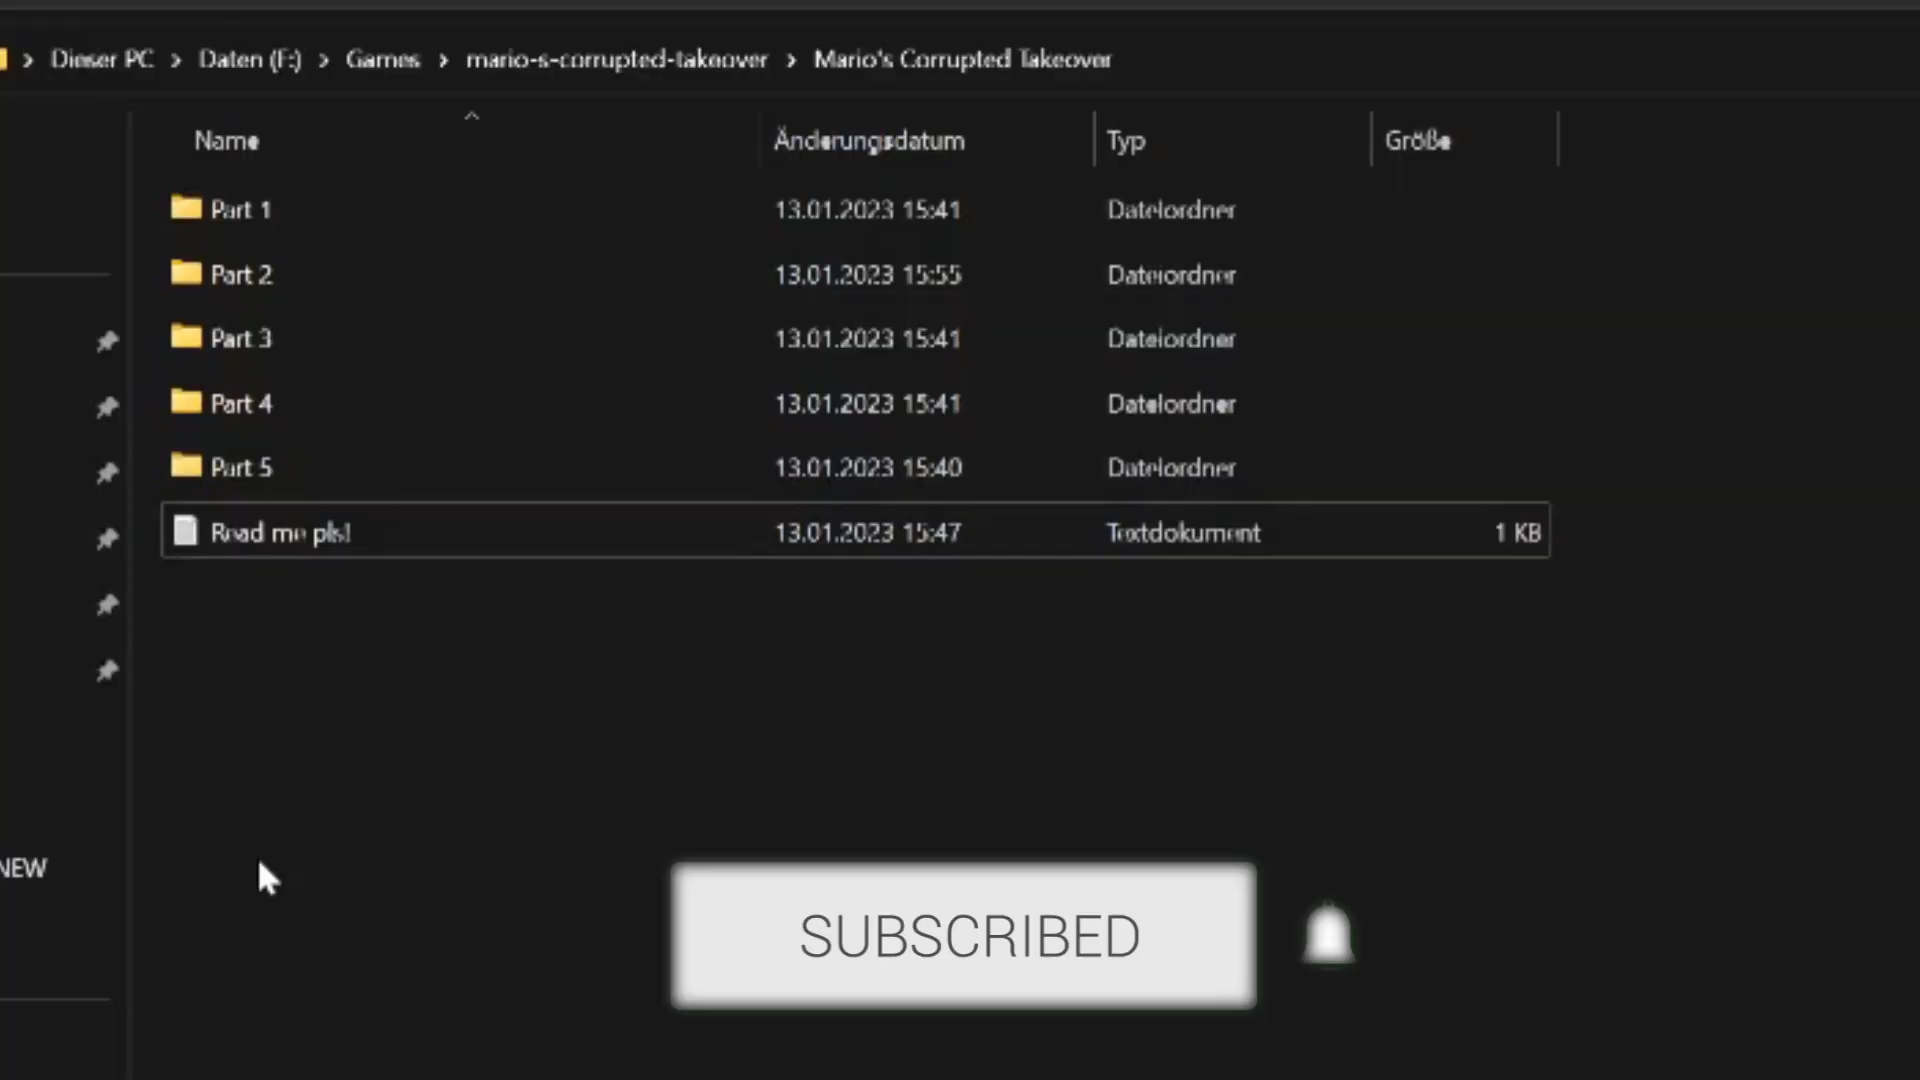 Dieser PC > Daten (F:) > Games > mario-s-corrupted-takeover > Mario's Corrupted Takeover
Name Änderungsdatum Typ Größe
Part 1 13.01.2023 15:41 Dateiordner
Part 2 13.01.2023 15:55 Dateiordner
Part 3 13.01.2023 15:41 Dateiordner
Part 4 13.01.2023 15:41 Dateiordner
Part 5 13.01.2023 15:40 Dateiordner
Read me pls! 13.01.2023 15:47 Textdokument 1 KB
NEW
SUBSCRIBED